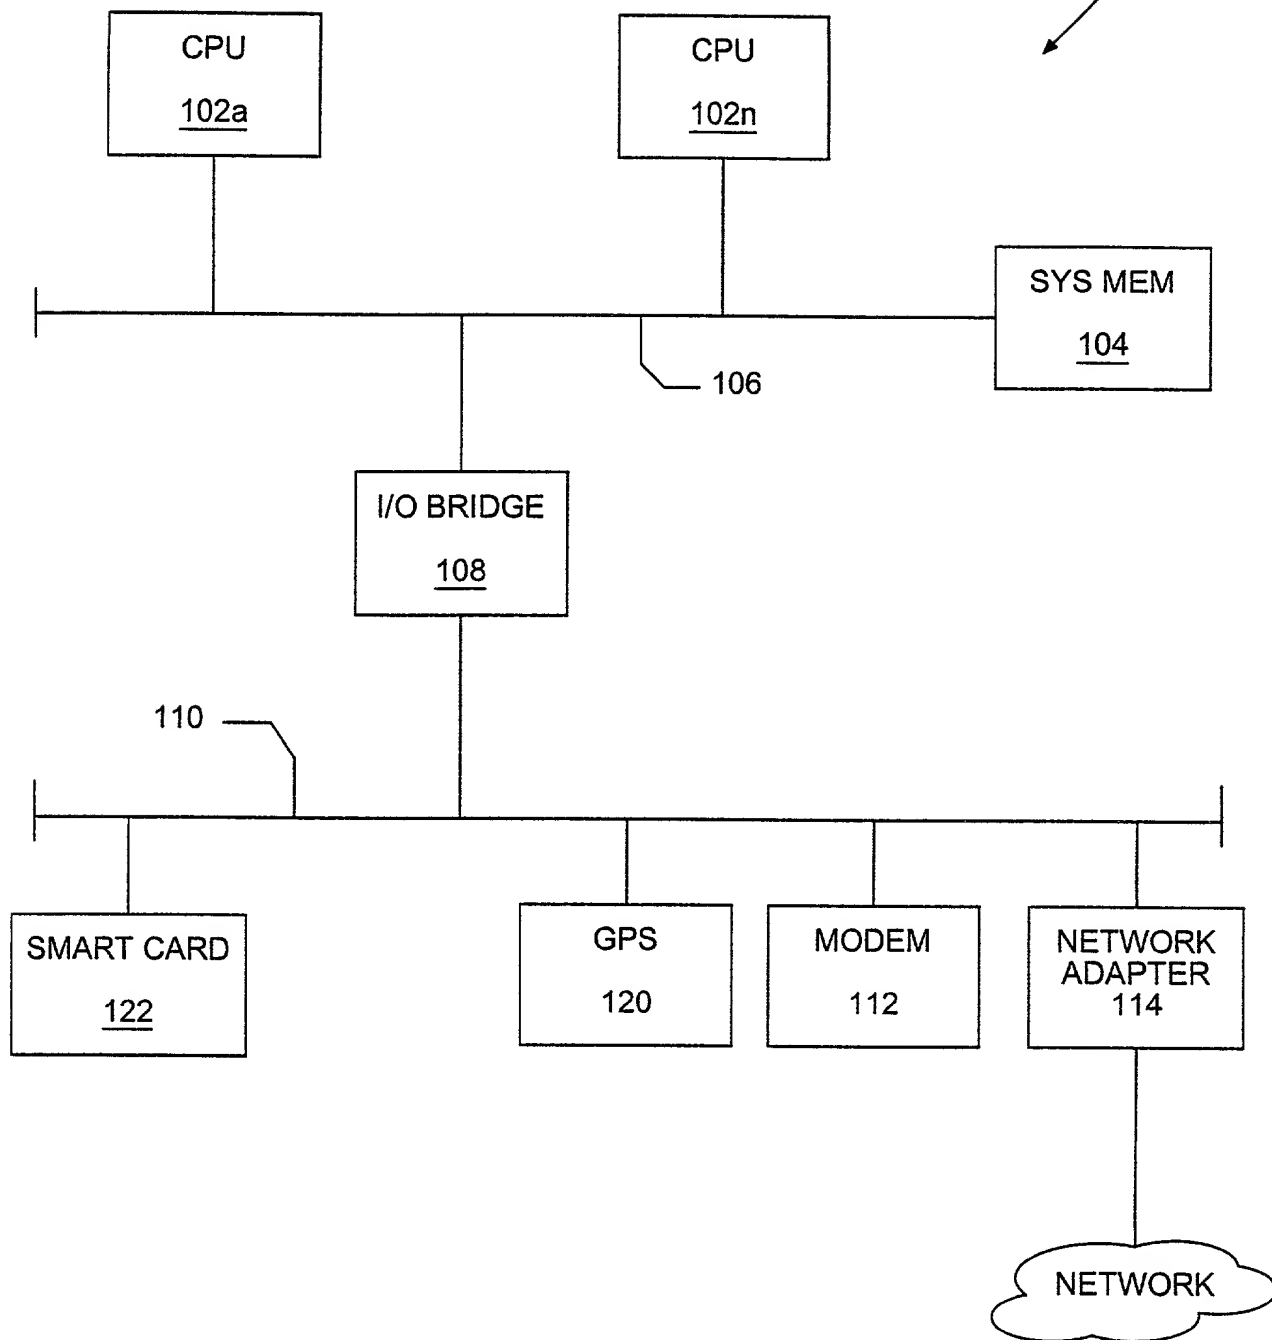 CPU
102a
CPU
102n
SYS MEM
104
106
I/O BRIDGE
108
110
SMART CARD
122
GPS
120
MODEM
112
NETWORK
ADAPTER
114
NETWORK